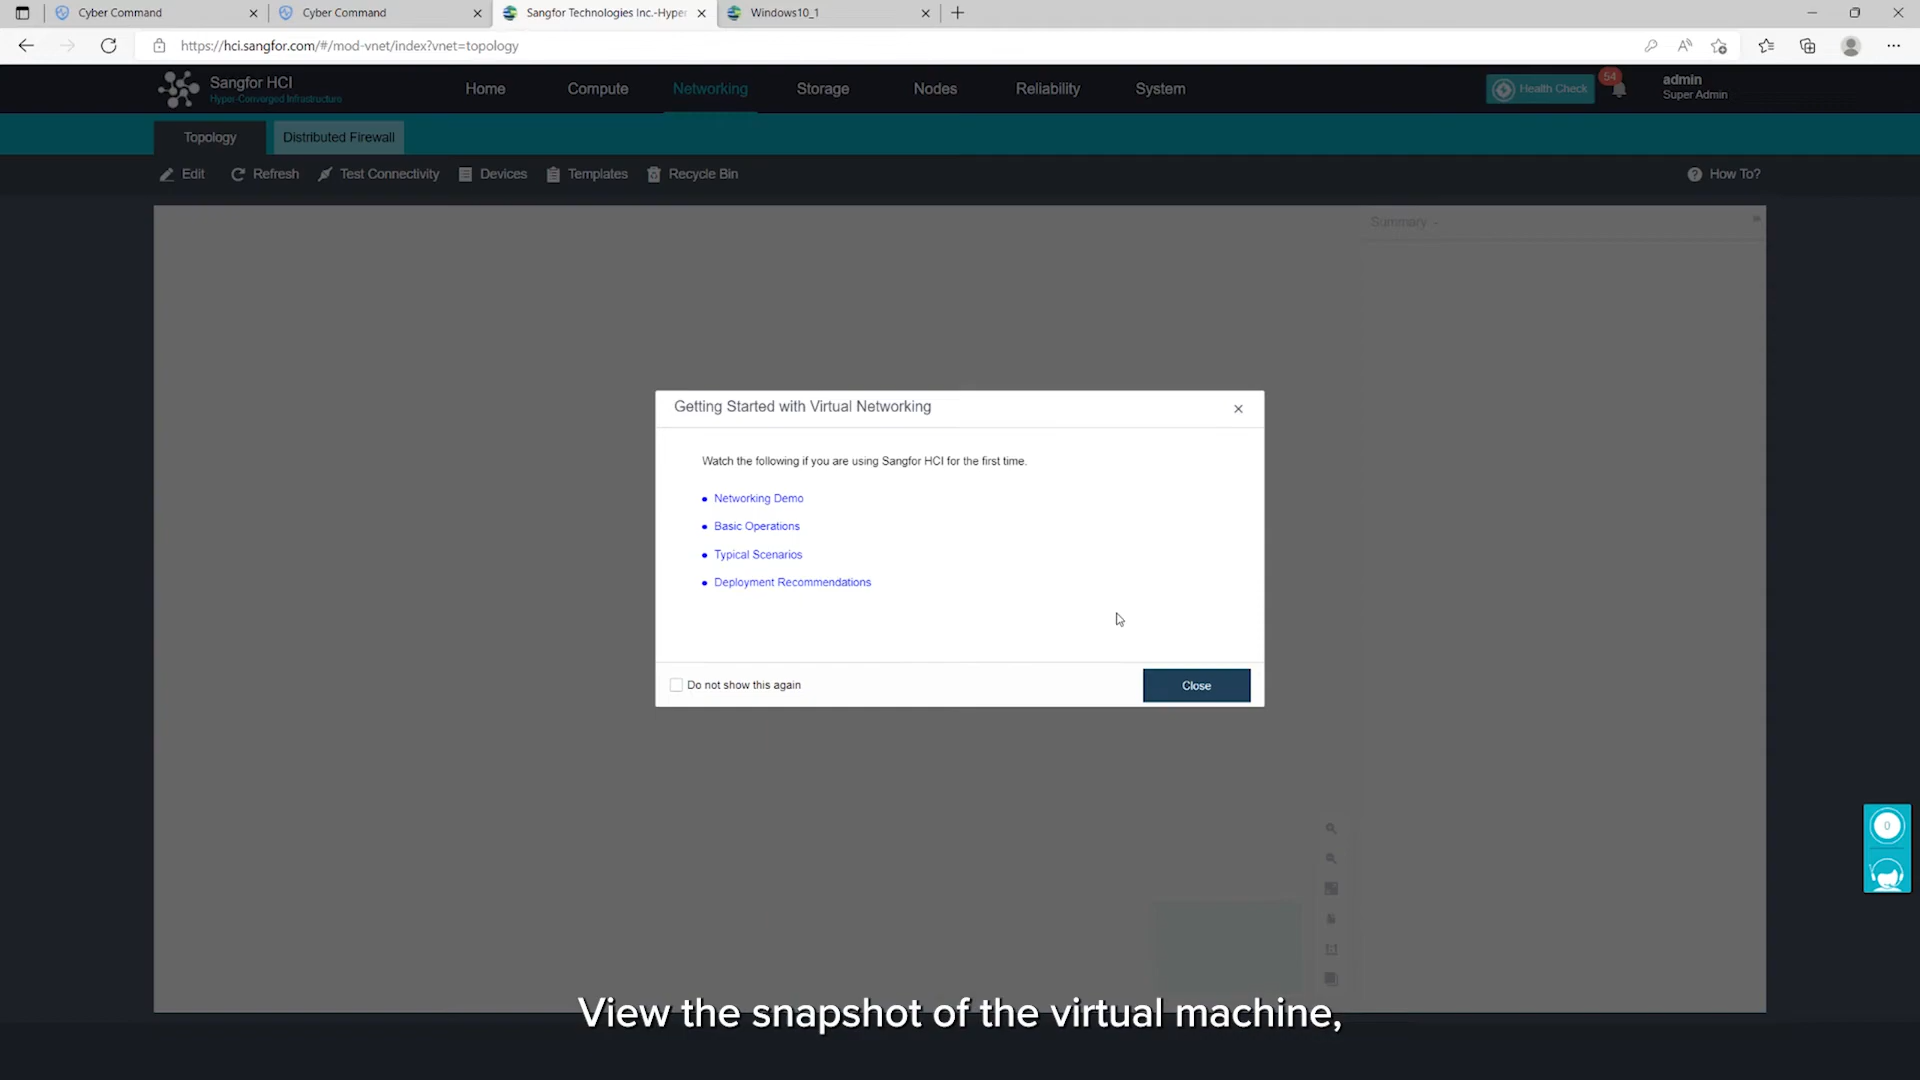 Cyber Command
Cyber Command
Sangfor Technologies Inc.-Hyper
Windows10_1
https://hci.sangfor.com/#/mod-vnet/index?vnet=topology
Sangfor HCI
Hyper-Converged Infrastructure
Home
Compute
Networking
Storage
Nodes
Reliability
System
Health Check
54
admin
Super Admin
Topology
Distributed Firewall
Edit
Refresh
Test Connectivity
Devices
Templates
Recycle Bin
How To?
Summary
Getting Started with Virtual Networking
Watch the following if you are using Sangfor HCI for the first time.
Networking Demo
Basic Operations
Typical Scenarios
Deployment Recommendations
Do not show this again
Close
0
View the snapshot of the virtual machine,